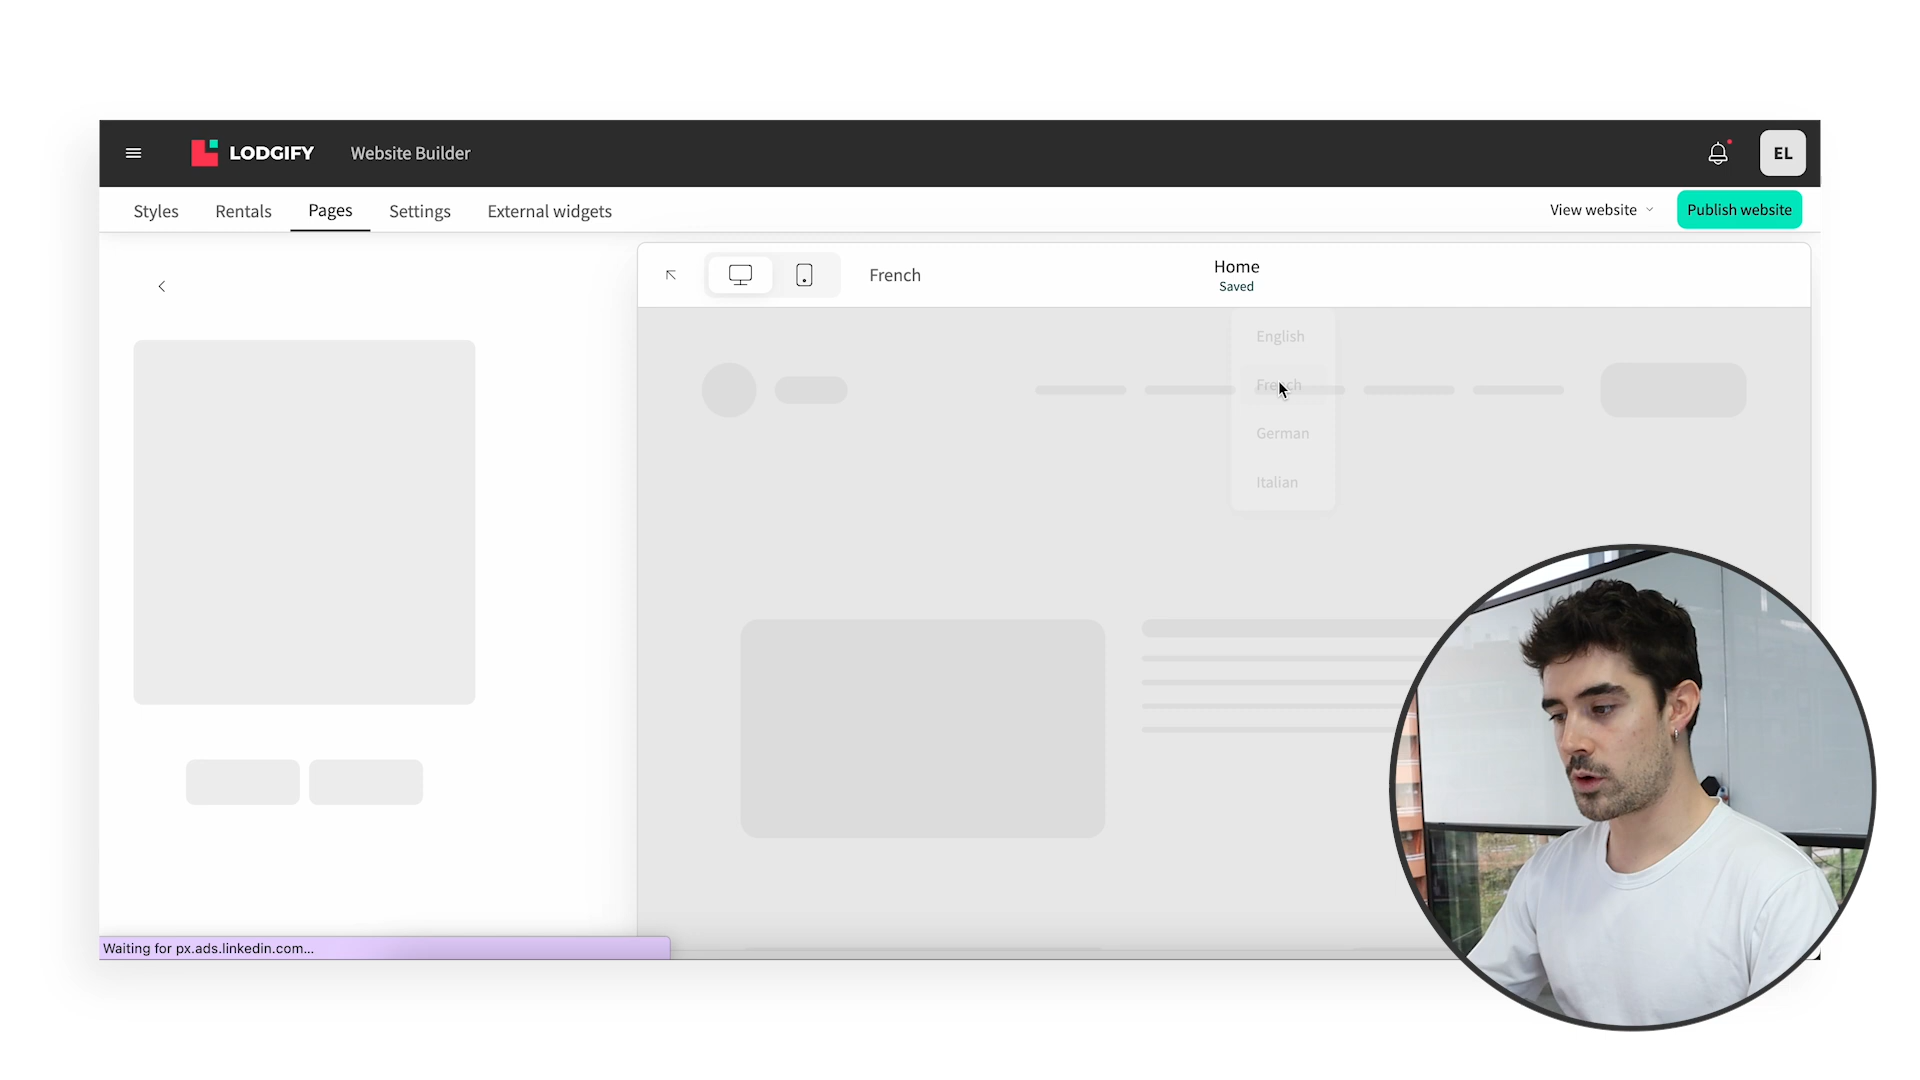 LODGIFY
Website Builder
EL
Styles
Rentals
Pages
Settings
External widgets
View website
Publish website
French
Home
Saved
English
French
German
Italian
Waiting for px.ads.linkedin.com...